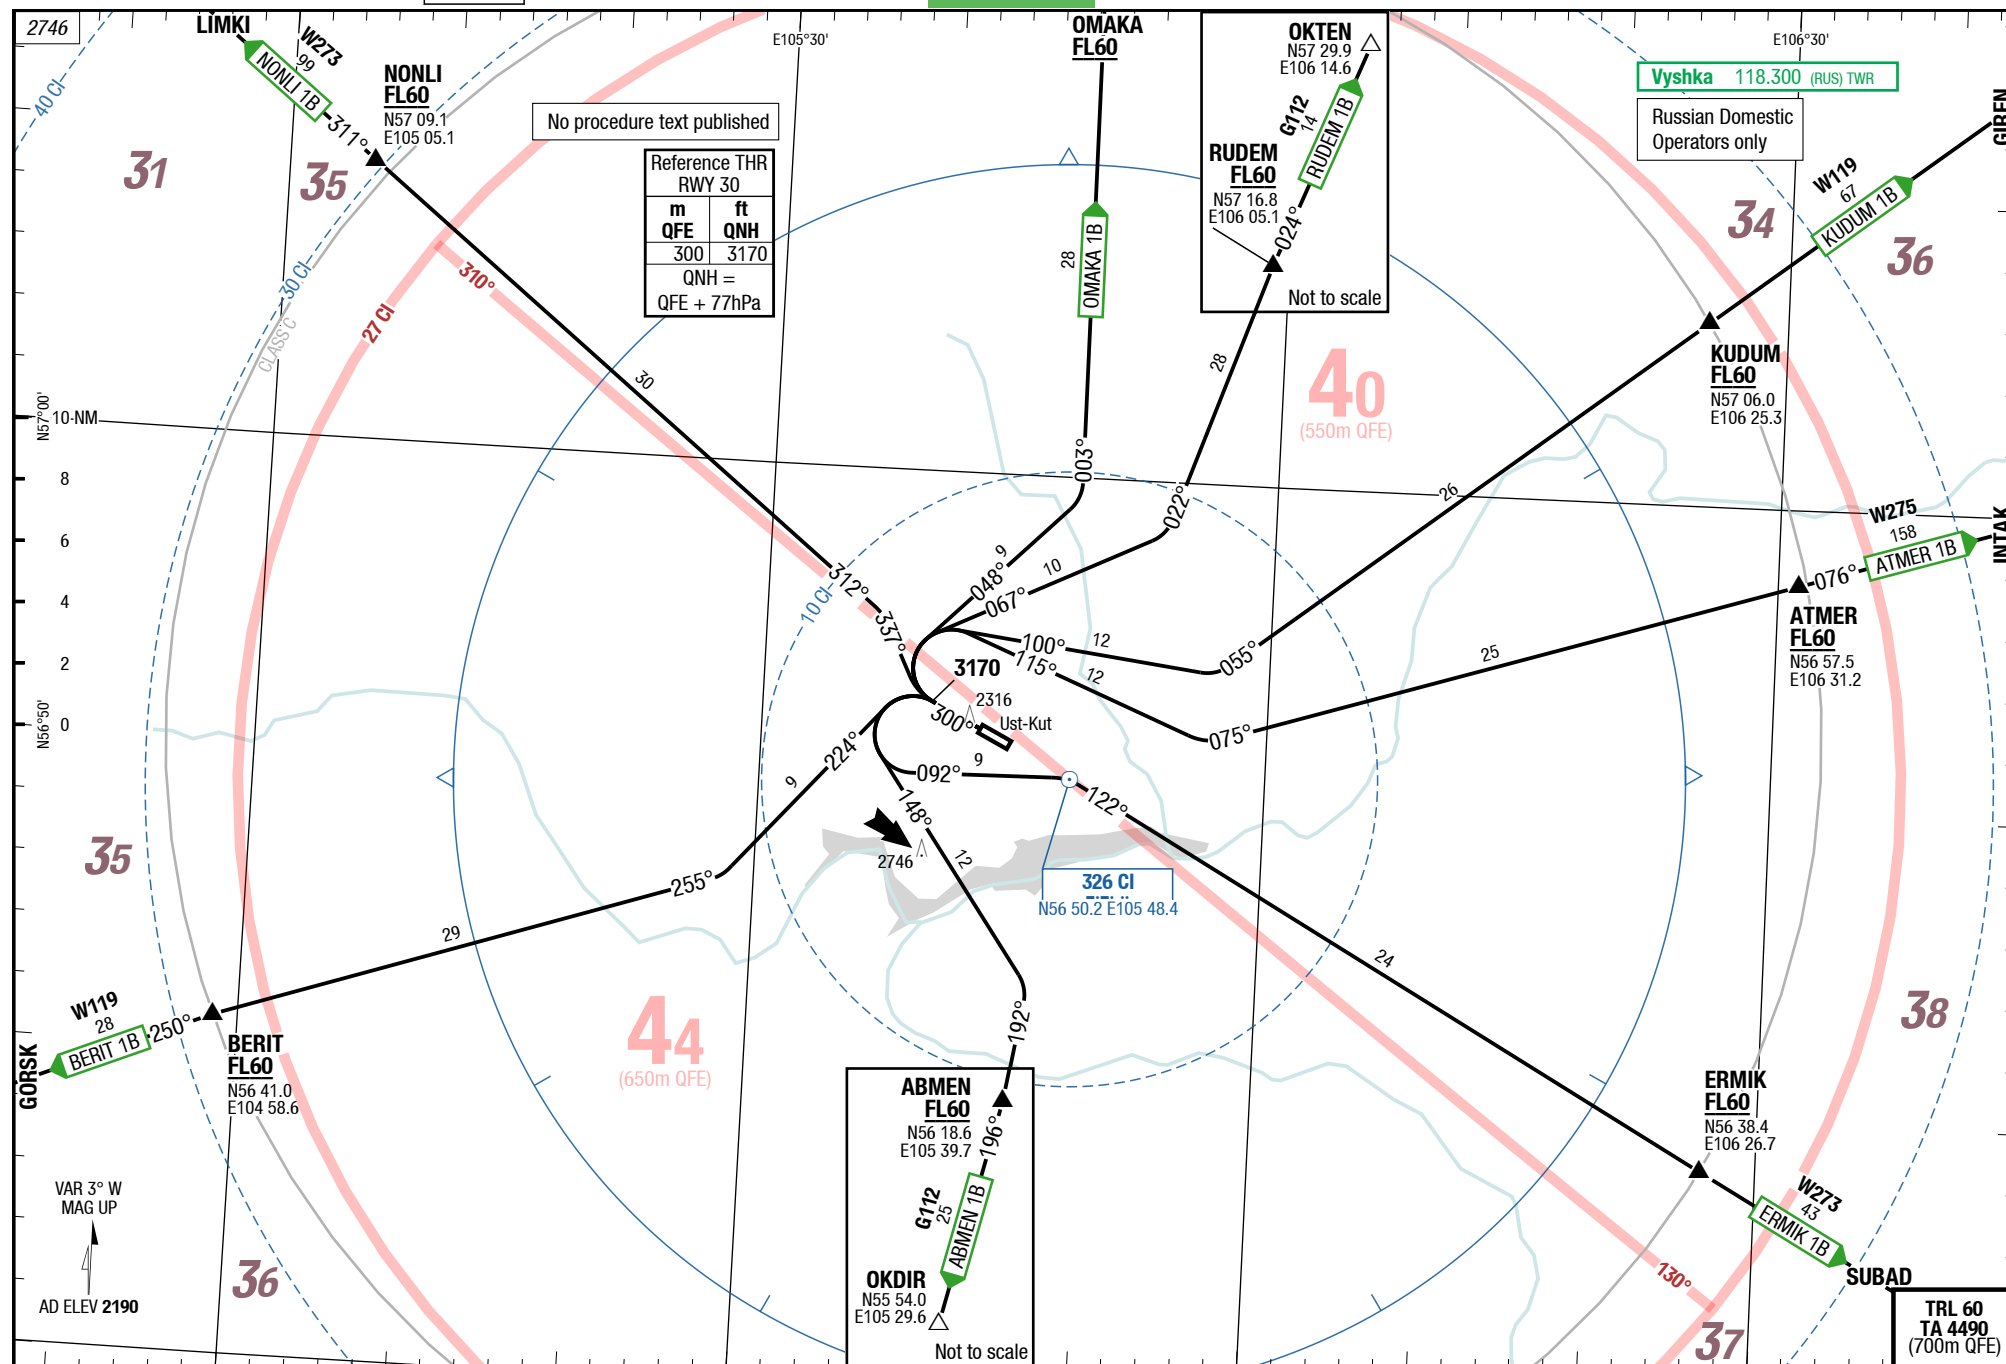 2746
LIMKI
W273
99
NONLI 1B
311°
NONLI
FL60
N57 09.1
E105 05.1
40 CI
31
35
No procedure text published
Reference THR
RWY 30
m ft
QFE QNH
300 3170
QNH =
QFE + 77hPa
E105°30'
OMAKA
FL60
28
OMAKA 1B
003°
OKTEN
N57 29.9
E106 14.6
G112
14
RUDEM 1B
RUDEM
FL60
N57 16.8
E106 05.1
024°
Not to scale
E106°30'
Vyshka 118.300 (RUS) TWR
Russian Domestic
Operators only
GIREN
W119
67
KUDUM 1B
34
36
30 CI
CLASS C
27 CI
310°
30
28
40
(550m QFE)
KUDUM
FL60
N57 06.0
E106 25.3
N57°00'
10-NM
8
6
4
2
0
N56°50'
022°
26
W275
158
ATMER 1B
INTAK
076°
ATMER
FL60
N56 57.5
E106 31.2
312°
337°
10 CI
9
048°
10
067°
100°
12
115°
12
055°
25
075°
3170
2316
Ust-Kut
300°
224°
9
092°
9
122°
148°
12
2746
326 CI
N56 50.2 E105 48.4
35
255°
29
W119
28
BERIT 1B
250°
GORSK
BERIT
FL60
N56 41.0
E104 58.6
44
(650m QFE)
192°
24
38
ABMEN
FL60
N56 18.6
E105 39.7
196°
G112
25
ABMEN 1B
OKDIR
N55 54.0
E105 29.6
Not to scale
ERMIK
FL60
N56 38.4
E106 26.7
W273
43
ERMIK 1B
SUBAD
130°
37
VAR 3° W
MAG UP
AD ELEV 2190
36
TRL 60
TA 4490
(700m QFE)